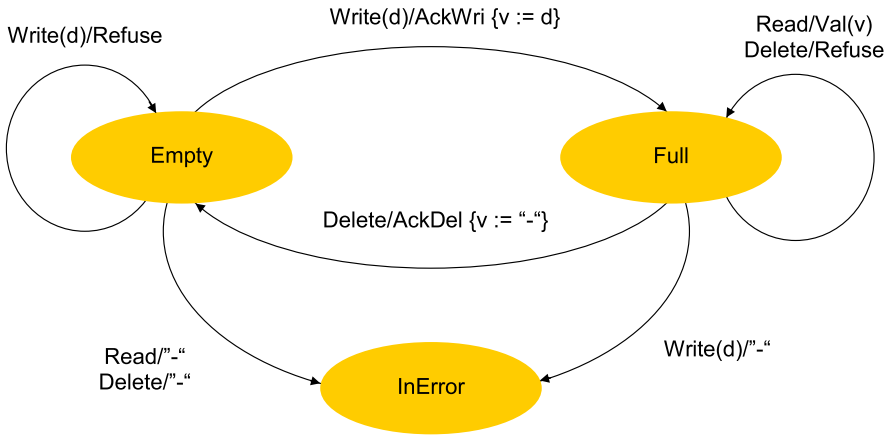 Write(d)/AckWri {v := d}
Write(d)/Refuse
Read/Val(v)
Delete/Refuse
Empty
Full
Delete/AckDel {v := “-“}
Read/”-“
Delete/”-“
Write(d)/”-“
InError